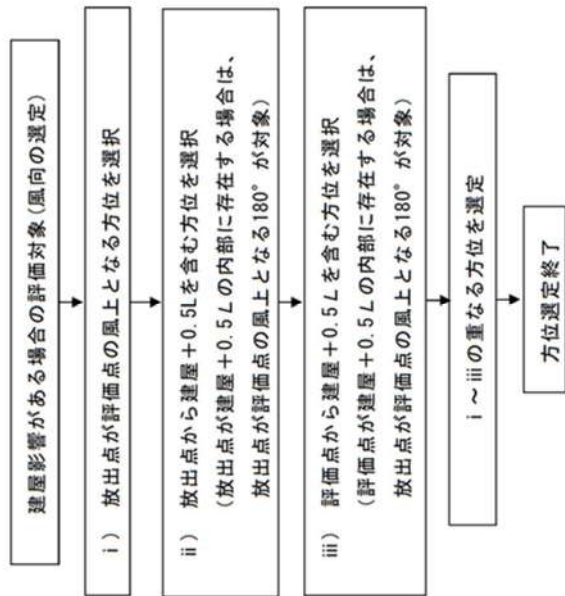 建屋影響がある場合の評価対象(風向の選定)
i) 放出点が評価点の風上となる方位を選択
ii) 放出点から建屋+0.5Lを含む方位を選択
(放出点が建屋+0.5Lの内部に存在する場合は、
放出点が評価点の風上となる180°が対象)
iii) 評価点から建屋+0.5Lを含む方位を選択
(評価点が建屋+0.5Lの内部に存在する場合は、
放出点が評価点の風上となる180°が対象)
i~iiiの重なる方位を選定
方位選定終了